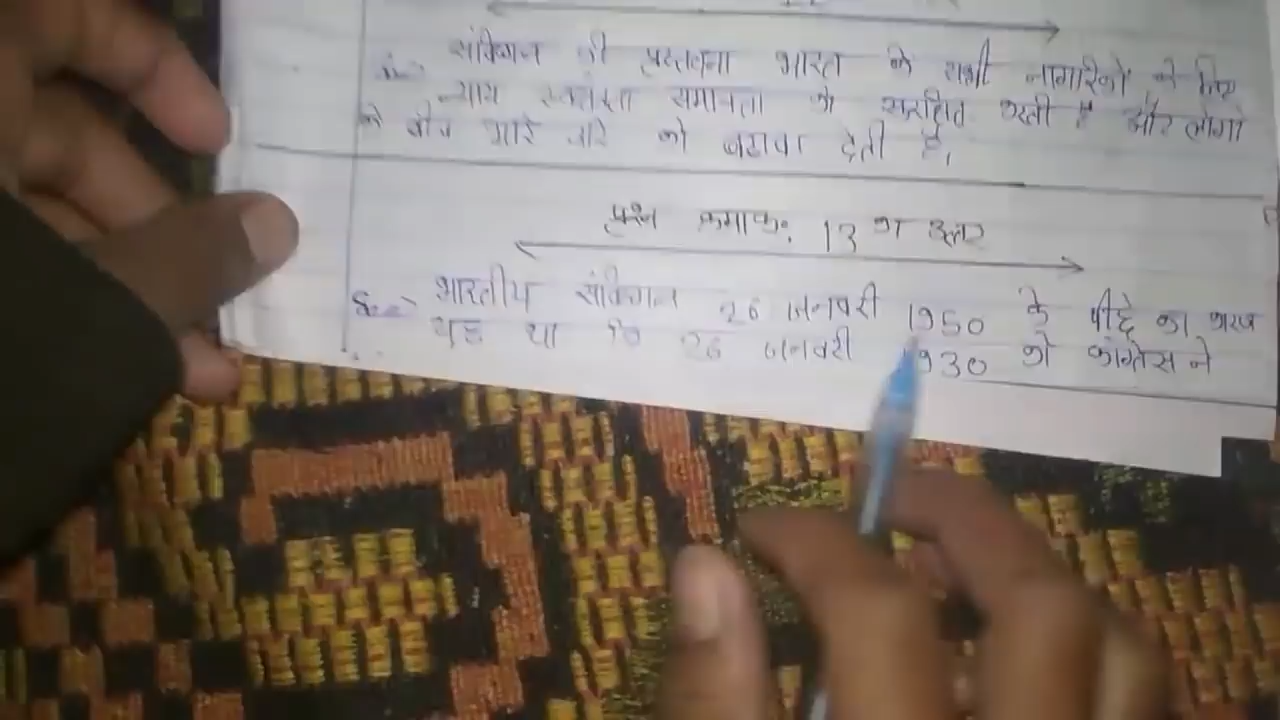 संविधान की प्रस्तावना भारत के सभी नागरिकों के लिए
न्याय स्वतंत्रता समानता को सुरक्षित करती है और लोगो
के बीच भाई चारे को बढावा देती है,
प्रश्न क्रमांक: 13 का उत्तर
भारतीय संविधान 26 जनवरी 1950 के पीछे का कारण
यह था कि 26 जनवरी 1930 को कांग्रेस ने